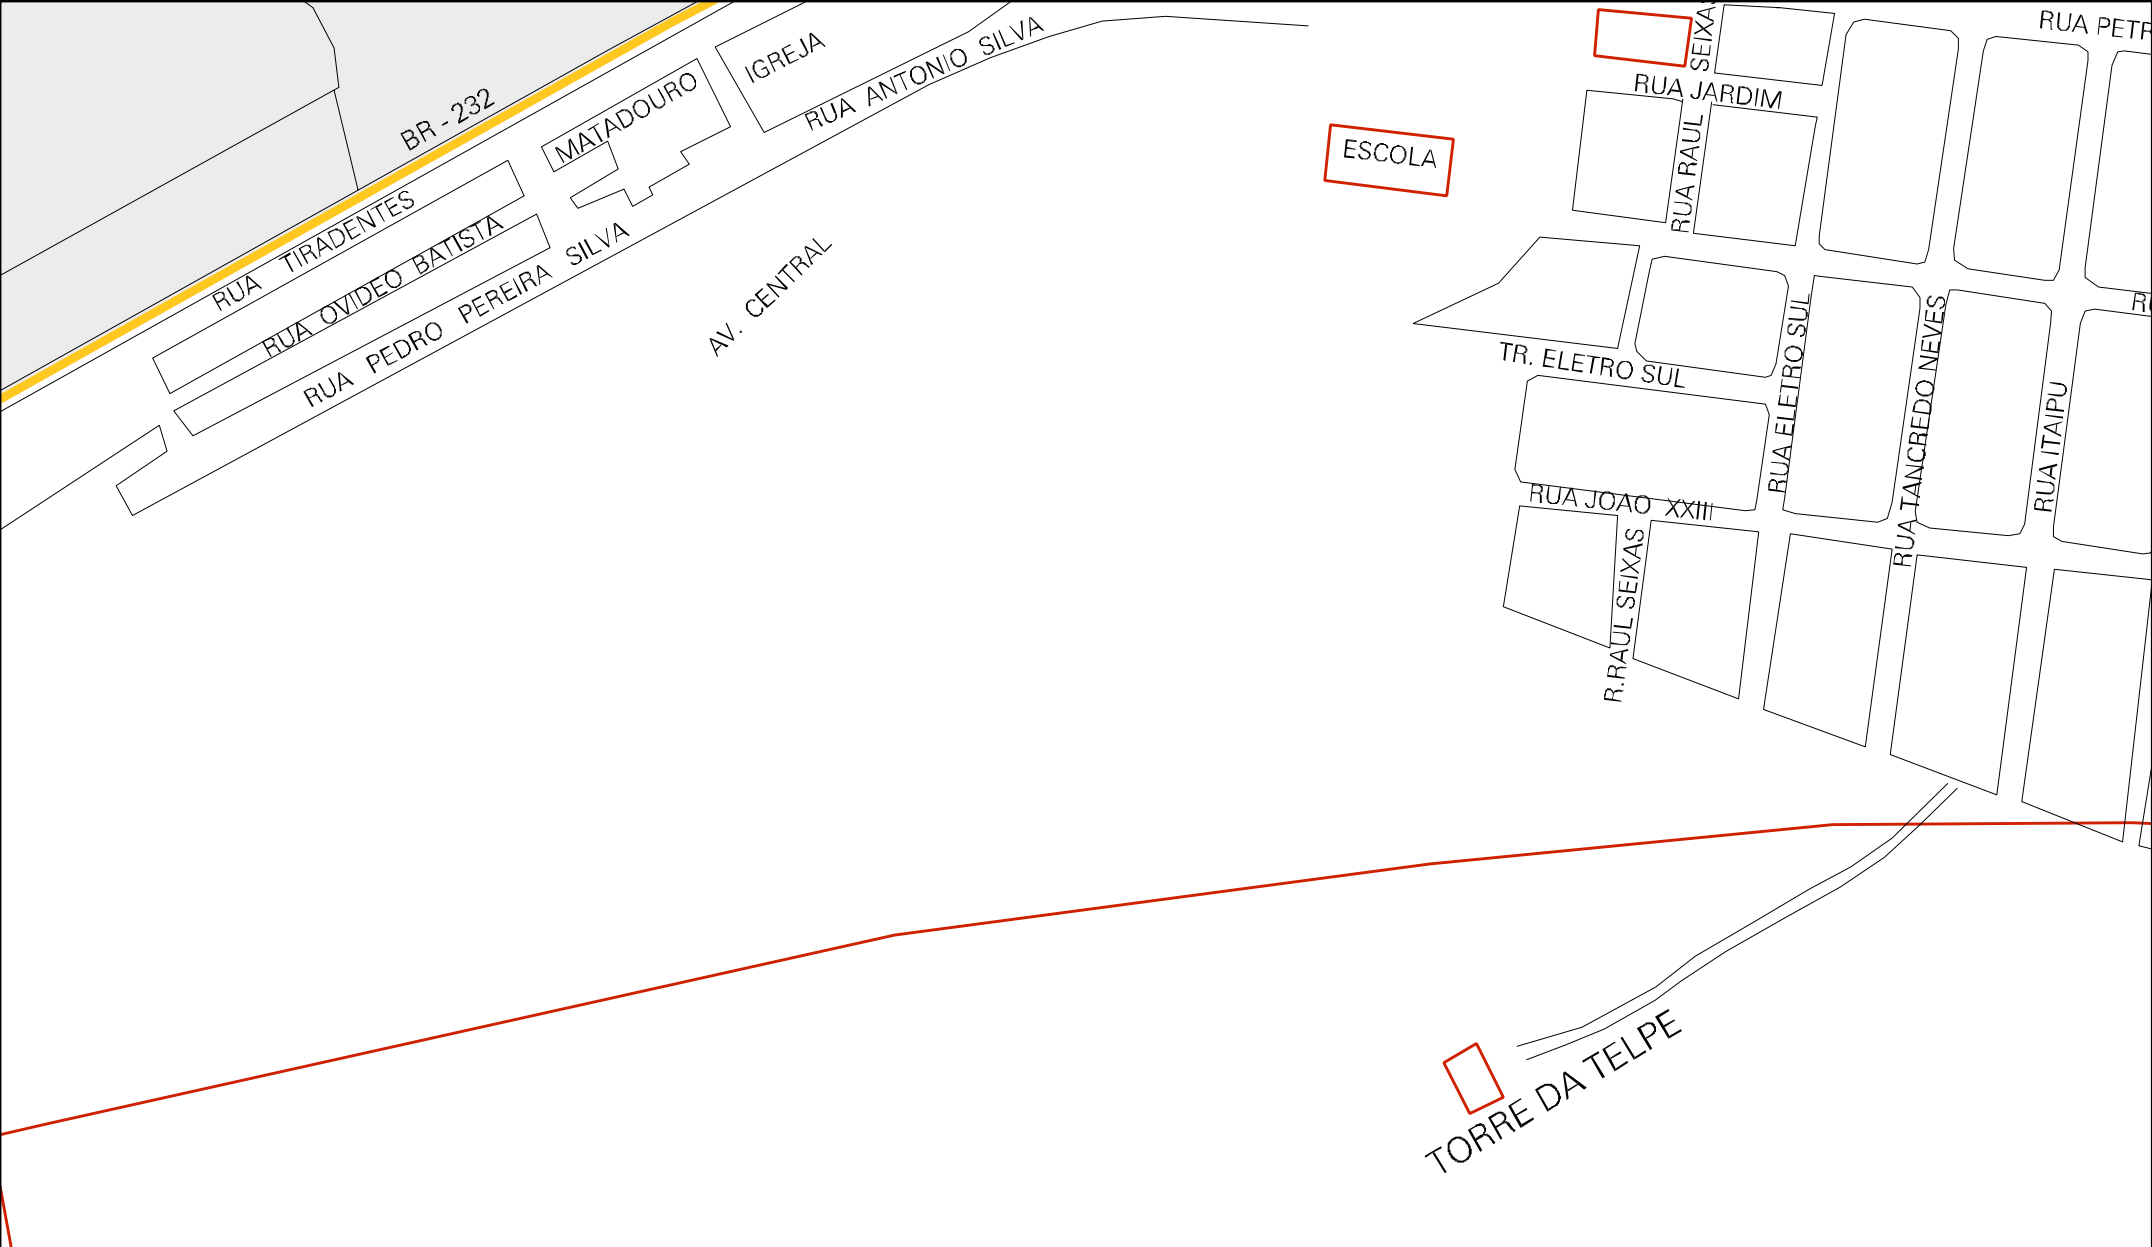 BR - 232
RUA TIRADENTES
RUA OVIDEO BATISTA
RUA PEDRO PEREIRA SILVA
MATADOURO
IGREJA
RUA ANTONIO SILVA
AV. CENTRAL
ESCOLA
RUA JARDIM
RUA RAUL SEIXAS
RUA PETR
TR. ELETRO SUL
RUA ELETRO SUL
RUA TANCREDO NEVES
RUA ITAIPU
RU
RUA JOAO XXIII
R.RAUL SEIXAS
TORRE DA TELPE